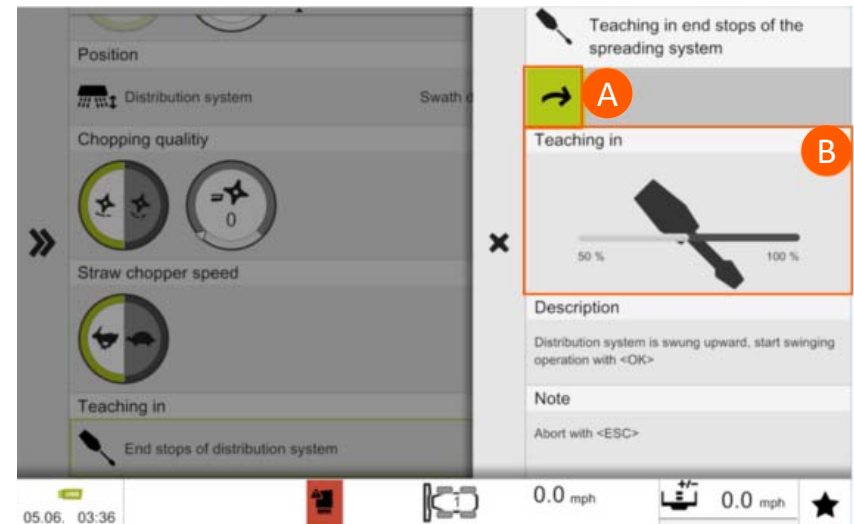 Position
Distribution system Swath d
Chopping qualitiy
0
Straw chopper speed
Teaching in
End stops of distribution system
Teaching in end stops of the
spreading system
A
Teaching in
B
50 % 100 %
Description
Distribution system is swung upward, start swinging
operation with <OK>
Note
Abort with <ESC>
05.06. 03:36
1
0.0 mph
+/-
0.0 mph